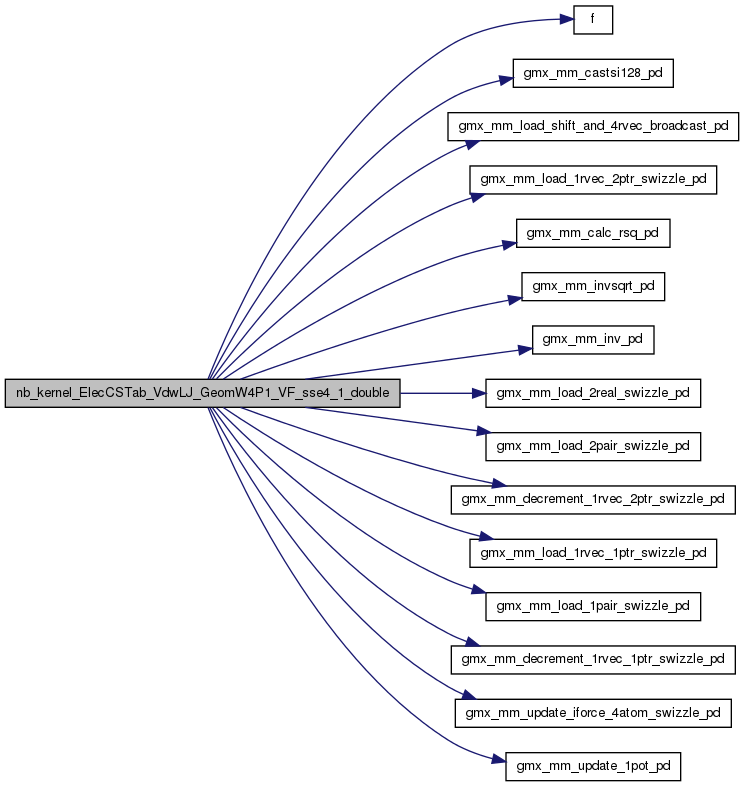 f
gmx_mm_castsi128_pd
gmx_mm_load_shift_and_4rvec_broadcast_pd
gmx_mm_load_1rvec_2ptr_swizzle_pd
gmx_mm_calc_rsq_pd
gmx_mm_invsqrt_pd
gmx_mm_inv_pd
nb_kernel_ElecCSTab_VdwLJ_GeomW4P1_VF_sse4_1_double
gmx_mm_load_2real_swizzle_pd
gmx_mm_load_2pair_swizzle_pd
gmx_mm_decrement_1rvec_2ptr_swizzle_pd
gmx_mm_load_1rvec_1ptr_swizzle_pd
gmx_mm_load_1pair_swizzle_pd
gmx_mm_decrement_1rvec_1ptr_swizzle_pd
gmx_mm_update_iforce_4atom_swizzle_pd
gmx_mm_update_1pot_pd